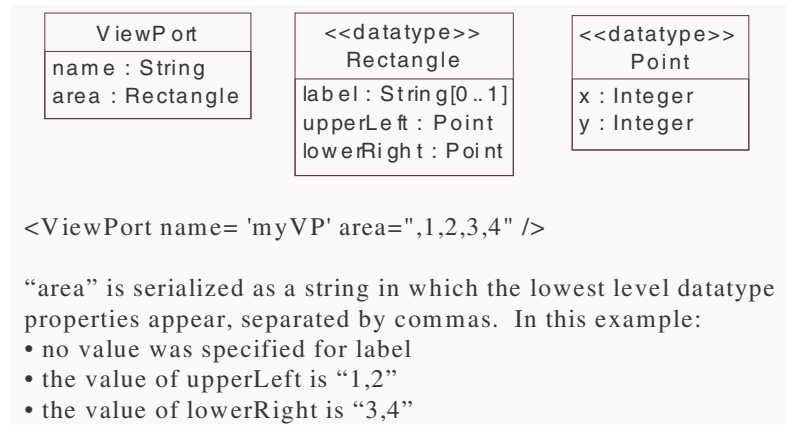 ViewPort
name : String
area : Rectangle
<<datatype>>
Rectangle
label : String[0..1]
upperLeft : Point
lowerRight : Point
<<datatype>>
Point
x : Integer
y : Integer
<ViewPort name= 'myVP' area=",1,2,3,4" />
“area” is serialized as a string in which the lowest level datatype
properties appear, separated by commas. In this example:
• no value was specified for label
• the value of upperLeft is “1,2”
• the value of lowerRight is “3,4”